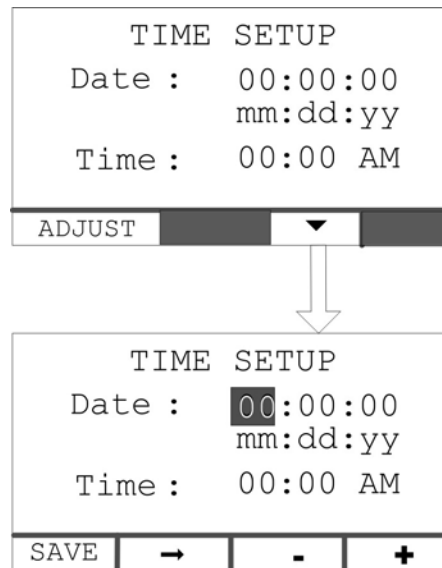 TIME SETUP
Date : 00:00:00
mm:dd:yy
Time : 00:00 AM
ADJUST ▼
TIME SETUP
Date : 00:00:00
mm:dd:yy
Time : 00:00 AM
SAVE → - +